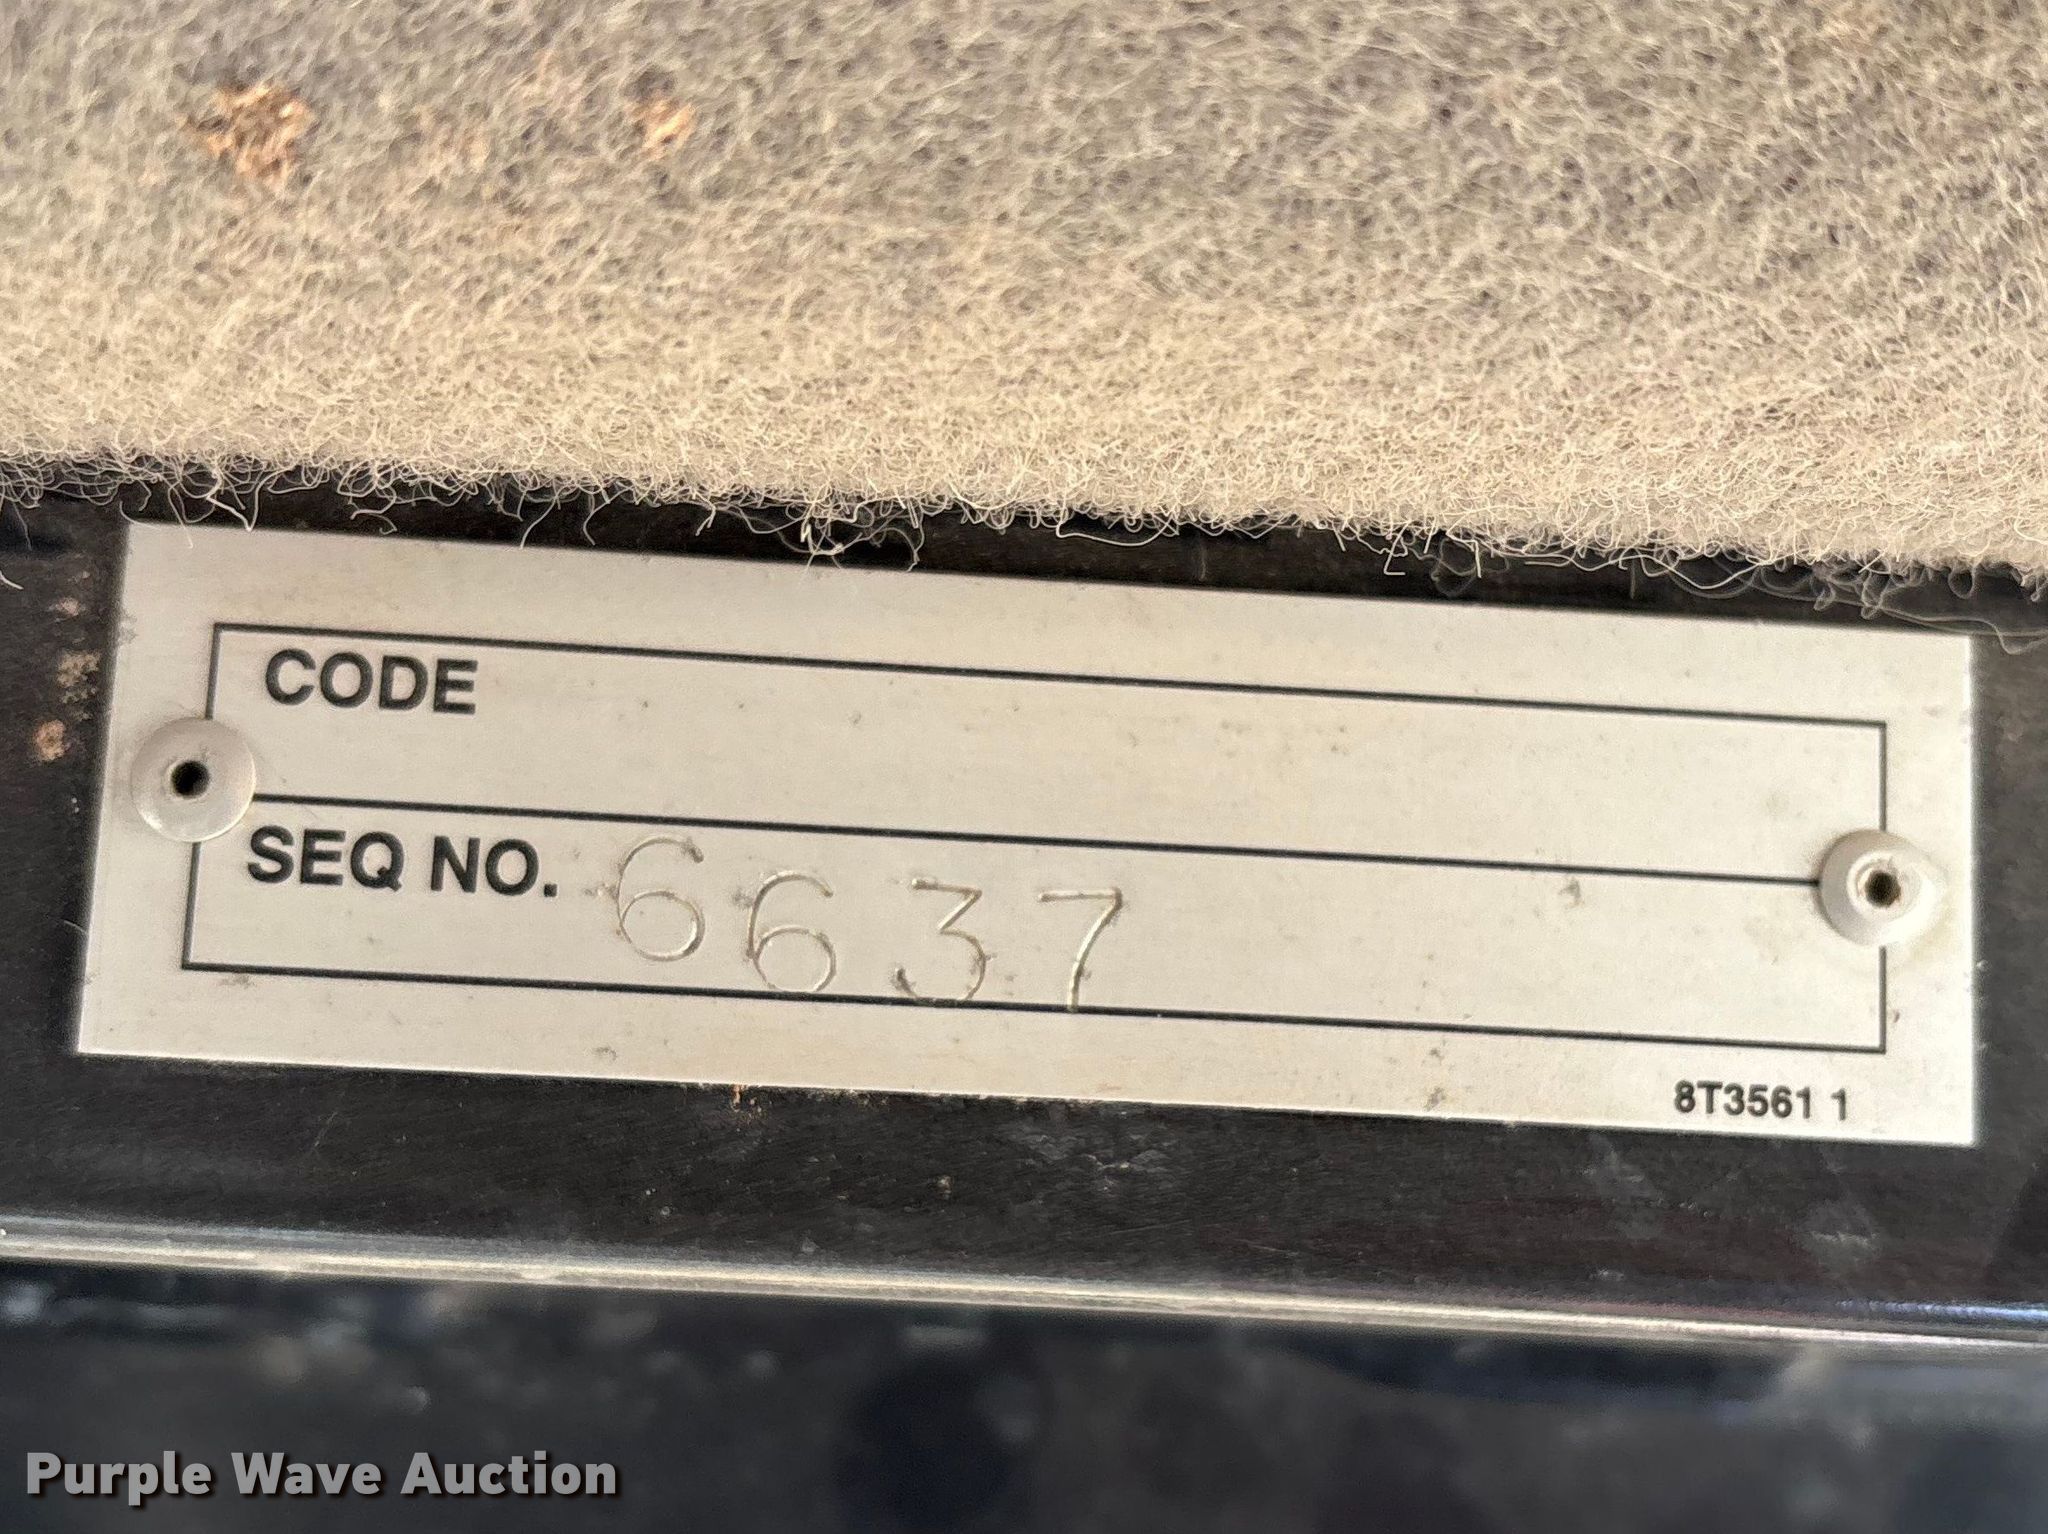 CODE
SEQ NO. 6637
8T3561 1
Purple Wave Auction